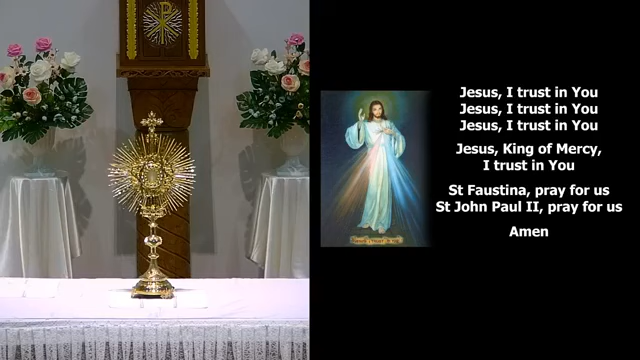 Jesus, I trust in You
Jesus, I trust in You
Jesus, I trust in You
Jesus, King of Mercy,
I trust in You
St Faustina, pray for us
St John Paul II, pray for us
Amen